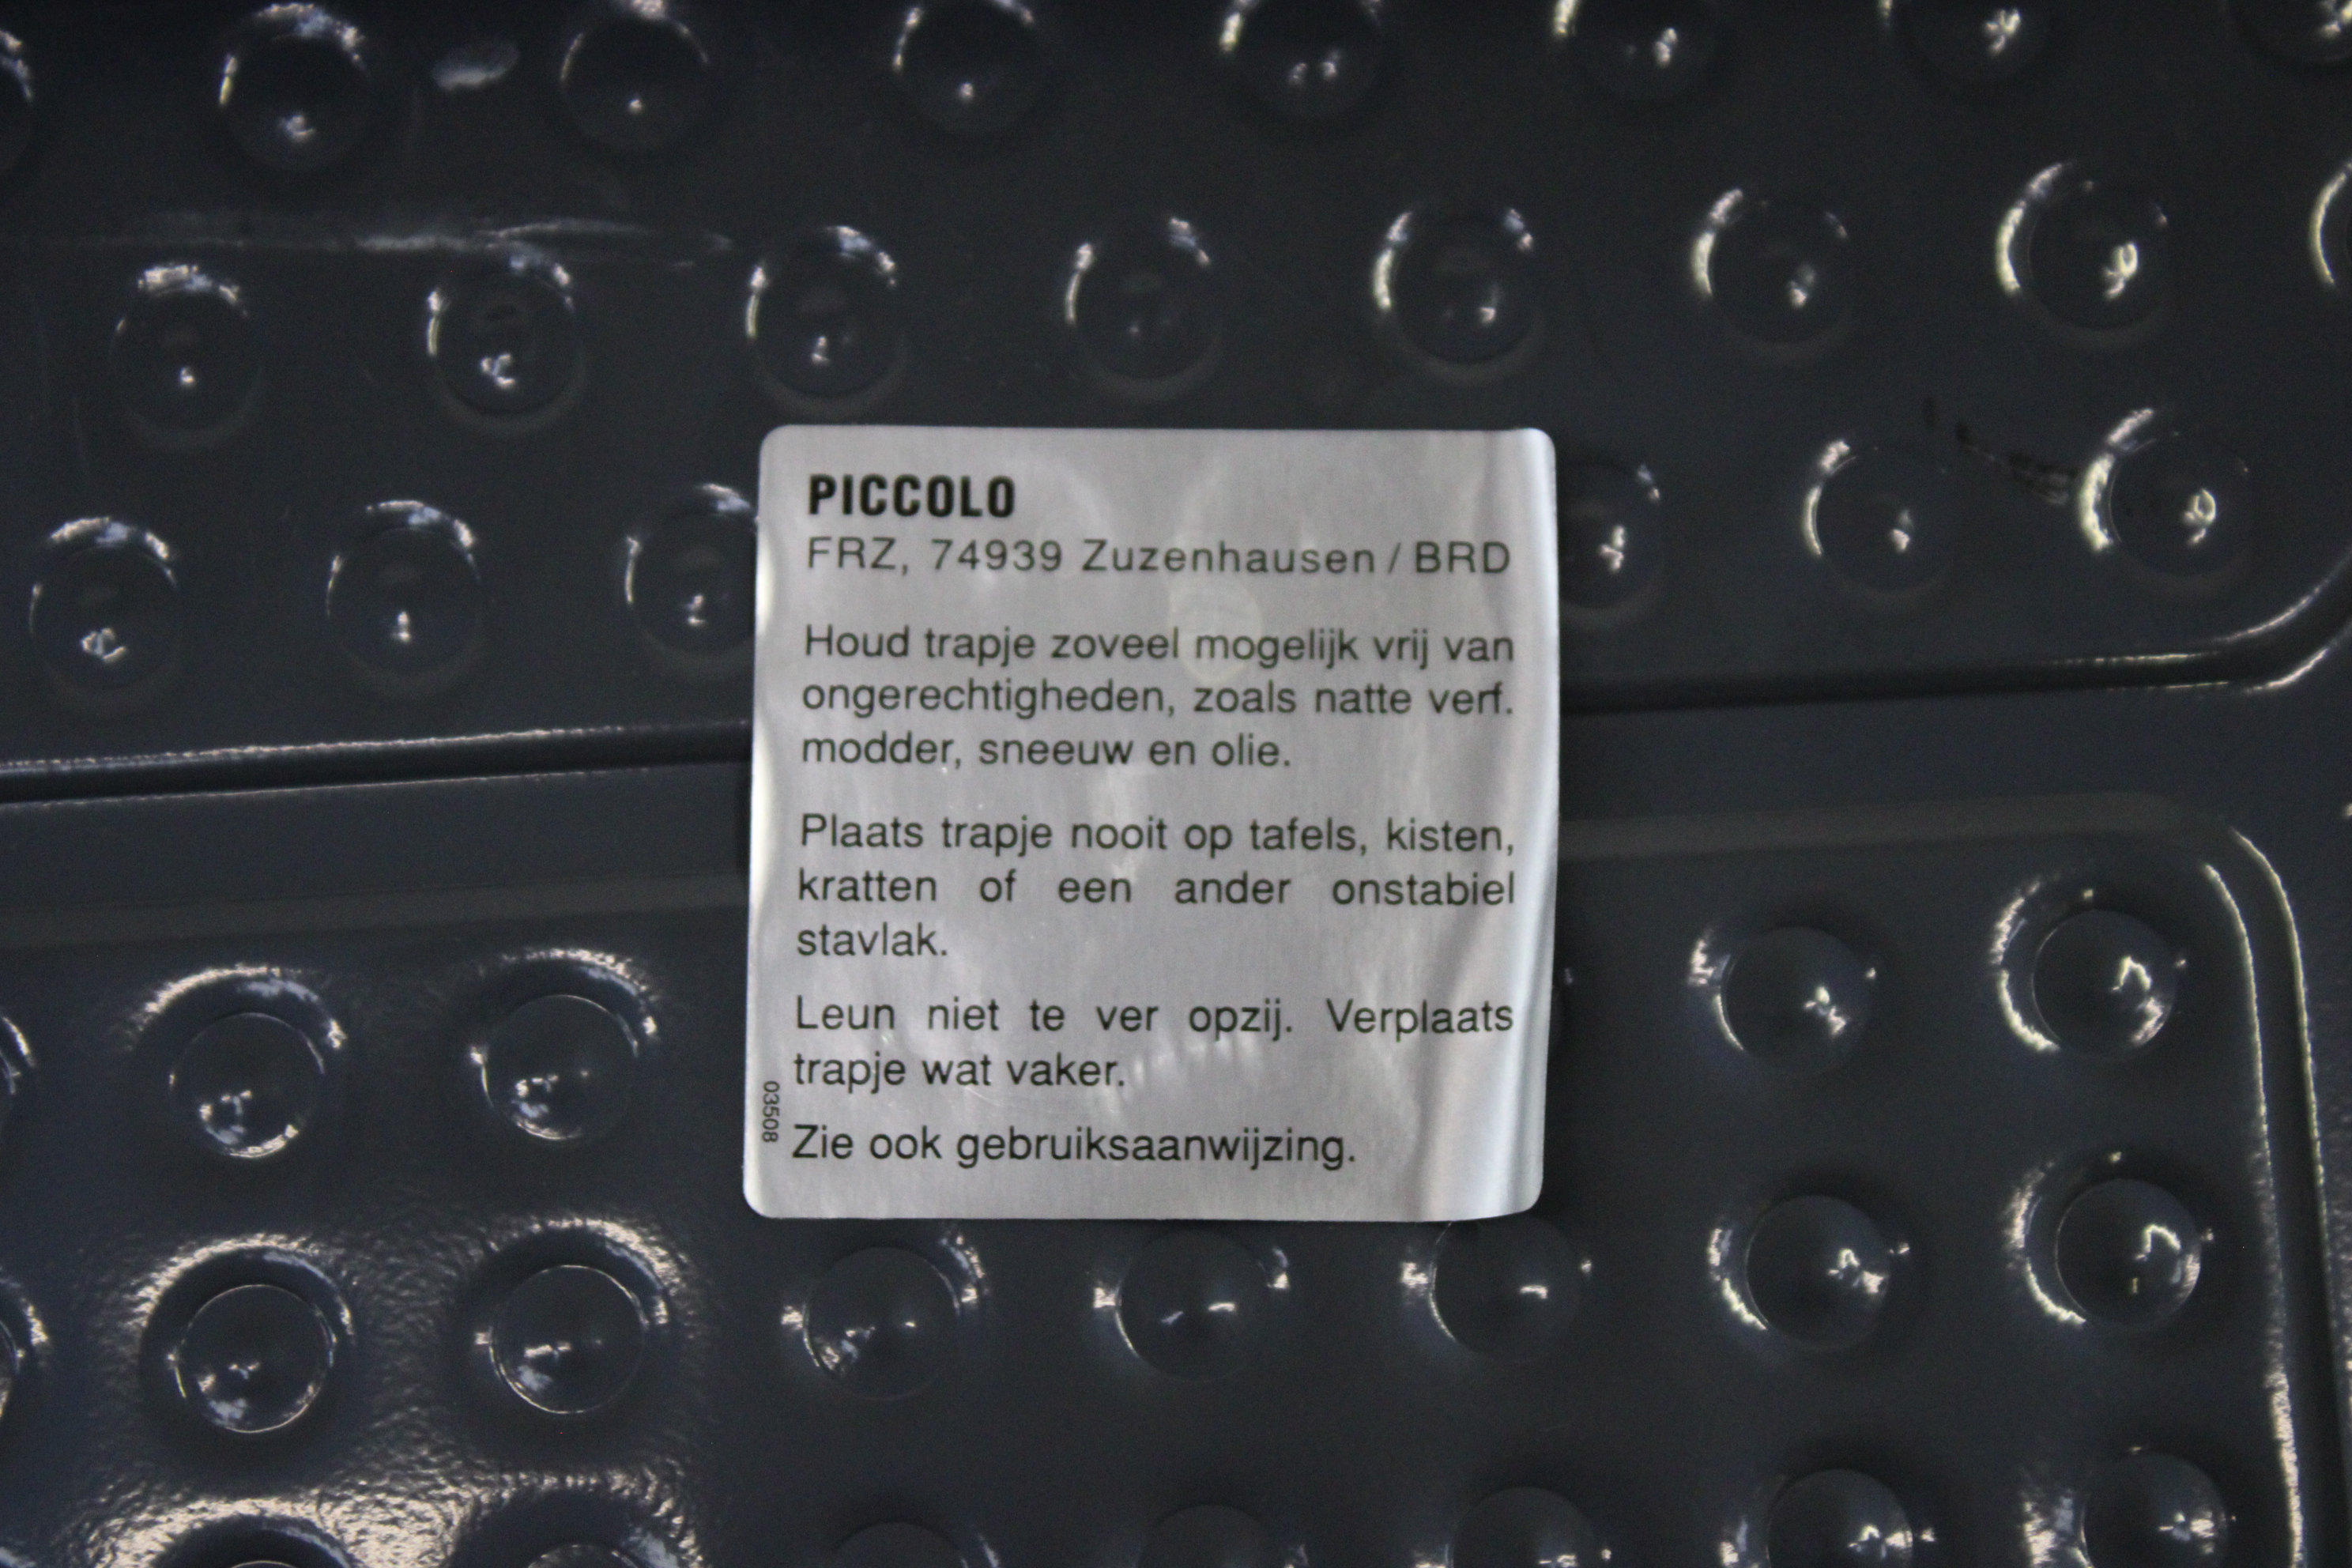 PICCOLO
FRZ, 74939 Zuzenhausen / BRD
Houd trapje zoveel mogelijk vrij van
ongerechtigheden, zoals natte verf.
modder, sneeuw en olie.
Plaats trapje nooit op tafels, kisten,
kratten of een ander onstabiel
stavlak.
Leun niet te ver opzij. Verplaats
trapje wat vaker.
Zie ook gebruiksaanwijzing.
03508